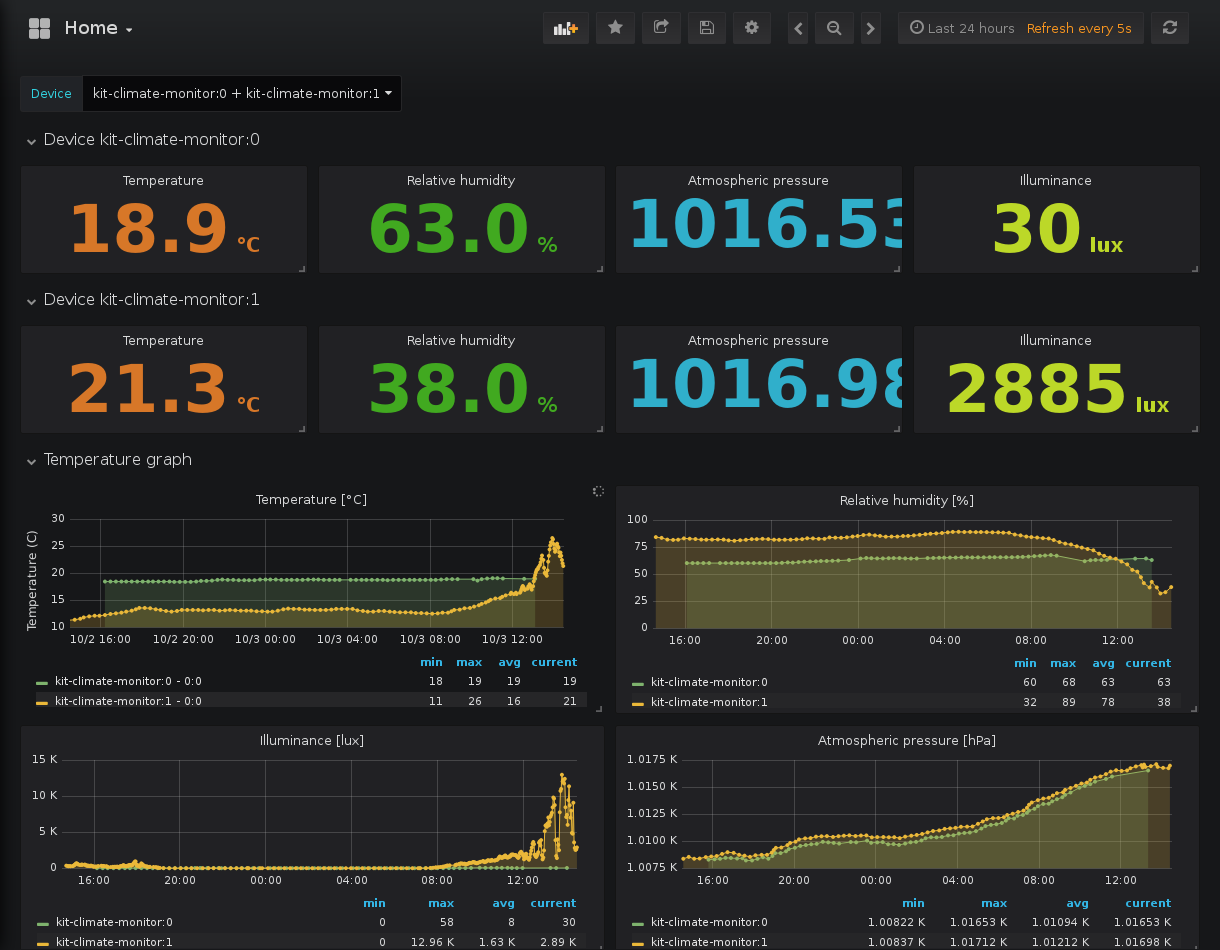 Home
Last 24 hours Refresh every 5s
Device kit-climate-monitor:0 + kit-climate-monitor:1
Device kit-climate-monitor:0
Temperature Relative humidity Atmospheric pressure Illuminance
18.9 °C 63.0 % 1016.53 30 lux
Device kit-climate-monitor:1
Temperature Relative humidity Atmospheric pressure Illuminance
21.3 °C 38.0 % 1016.98 2885 lux
Temperature graph
Temperature [°C]
Temperature (C)
30
25
20
15
10
10/2 16:00 10/2 20:00 10/3 00:00 10/3 04:00 10/3 08:00 10/3 12:00
min max avg current
kit-climate-monitor:0 - 0:0 18 19 19 19
kit-climate-monitor:1 - 0:0 11 26 16 21
Relative humidity [%]
100
75
50
25
0
16:00 20:00 00:00 04:00 08:00 12:00
min max avg current
kit-climate-monitor:0 60 68 63 63
kit-climate-monitor:1 32 89 78 38
Illuminance [lux]
15 K
10 K
5 K
0
16:00 20:00 00:00 04:00 08:00 12:00
min max avg current
kit-climate-monitor:0 0 58 8 30
kit-climate-monitor:1 0 12.96 K 1.63 K 2.89 K
Atmospheric pressure [hPa]
1.0175 K
1.0150 K
1.0125 K
1.0100 K
1.0075 K
16:00 20:00 00:00 04:00 08:00 12:00
min max avg current
kit-climate-monitor:0 1.00822 K 1.01653 K 1.01094 K 1.01653 K
kit-climate-monitor:1 1.00837 K 1.01712 K 1.01212 K 1.01698 K